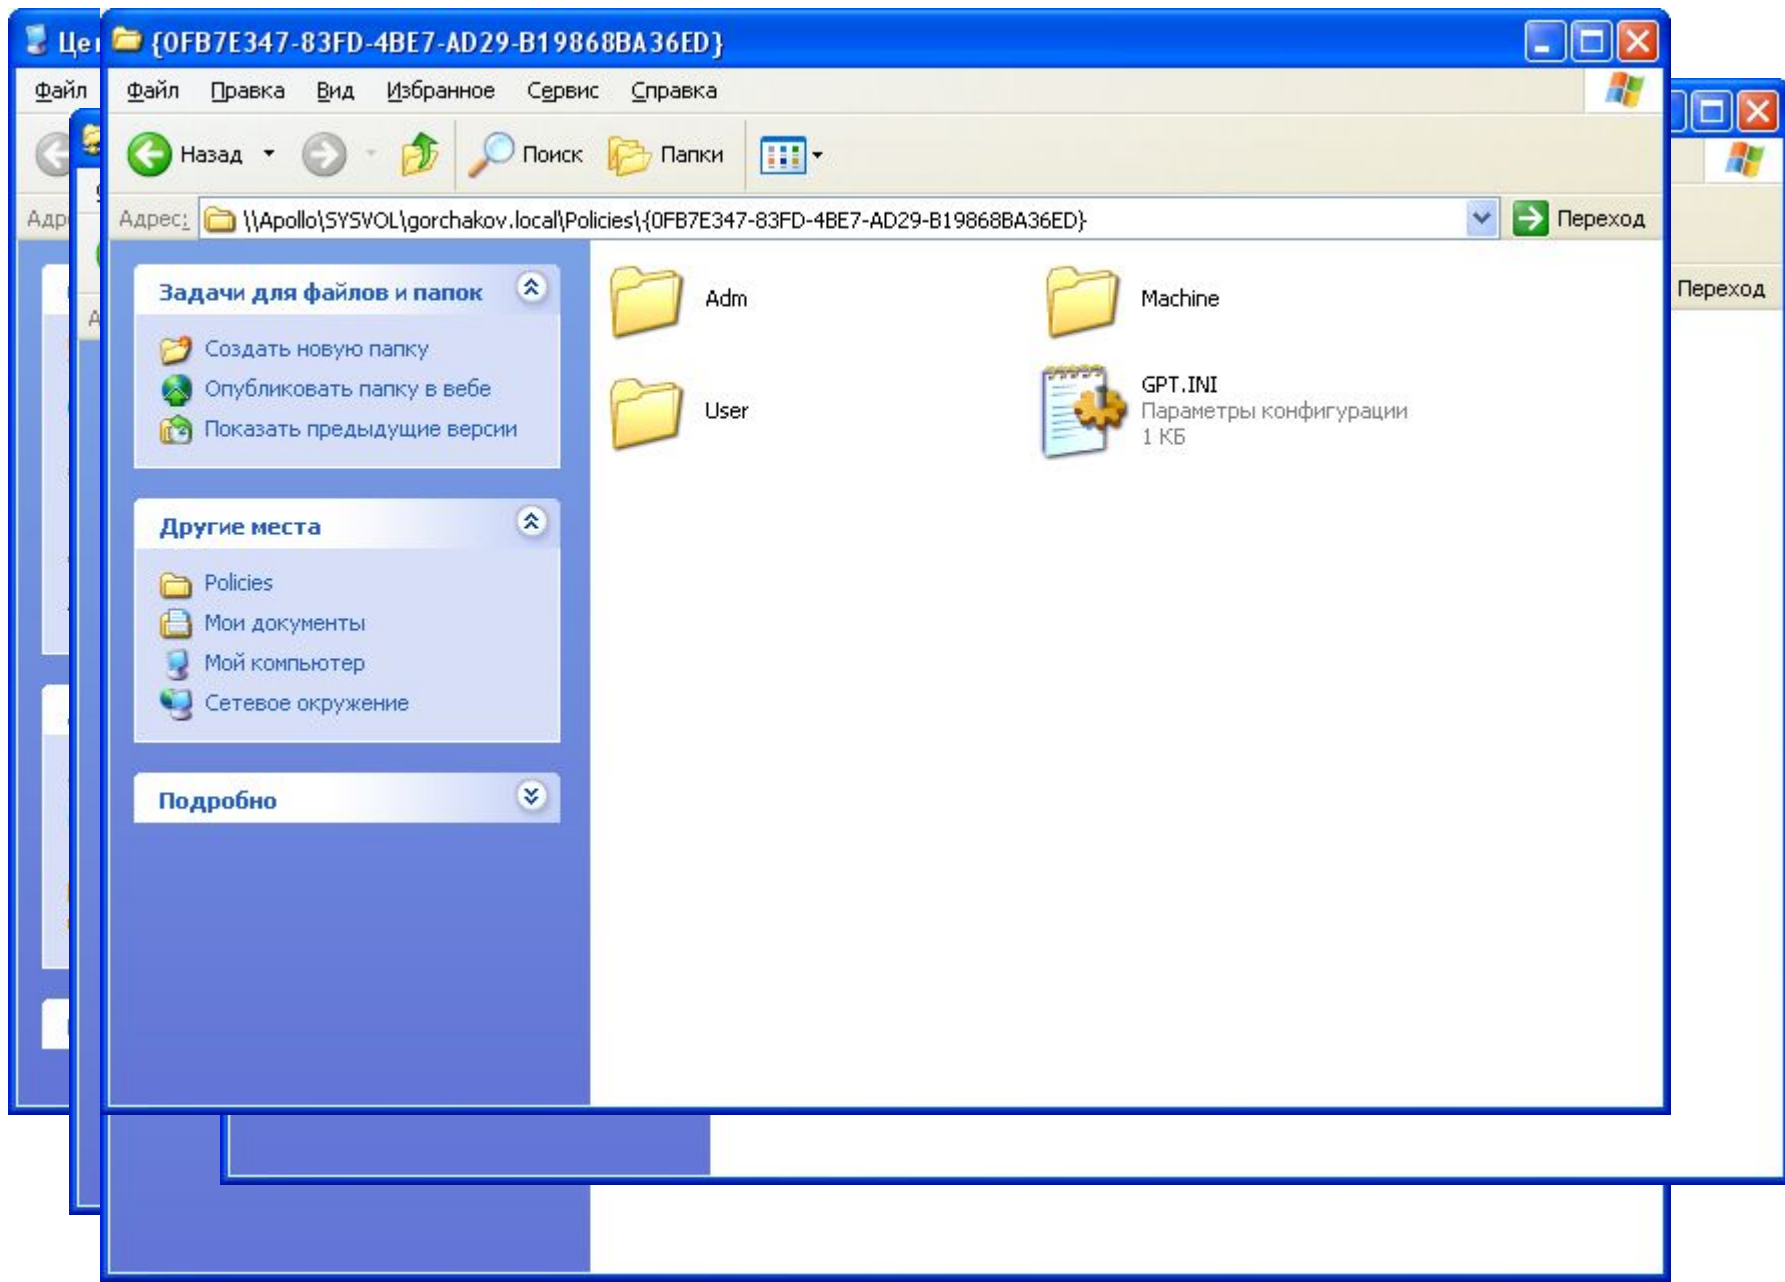 Це
{0FB7E347-83FD-4BE7-AD29-B19868BA36ED}
Файл
Файл Правка Вид Избранное Сервис Справка
Назад Поиск Папки
Адр
Адрес: \\Apollo\SYSVOL\gorchakov.local\Policies\{0FB7E347-83FD-4BE7-AD29-B19868BA36ED} Переход
Переход
Задачи для файлов и папок
Создать новую папку
Опубликовать папку в вебе
Показать предыдущие версии
Другие места
Policies
Мои документы
Мой компьютер
Сетевое окружение
Подробно
Adm
Machine
User
GPT.INI
Параметры конфигурации
1 КБ